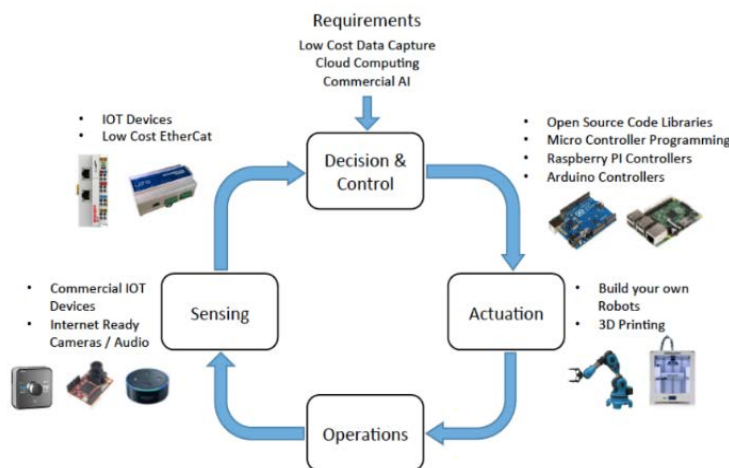 Requirements
Low Cost Data Capture
Cloud Computing
Commercial AI
• IOT Devices
• Low Cost EtherCat
Decision &
Control
• Open Source Code Libraries
• Micro Controller Programming
• Raspberry PI Controllers
• Arduino Controllers
• Commercial IOT
Devices
• Internet Ready
Cameras / Audio
Sensing
Actuation
• Build your own
Robots
• 3D Printing
Operations